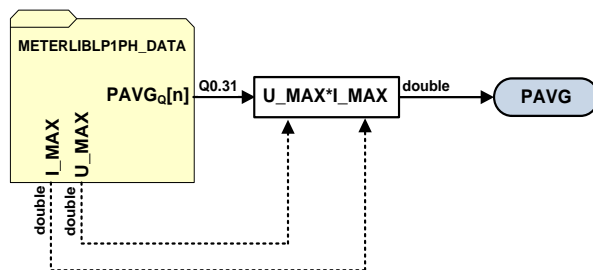 METERLIBLP1PH_DATA
PAVGQ[n]
Q0.31
U_MAX*I_MAX
double
PAVG
I_MAX
U_MAX
double
double